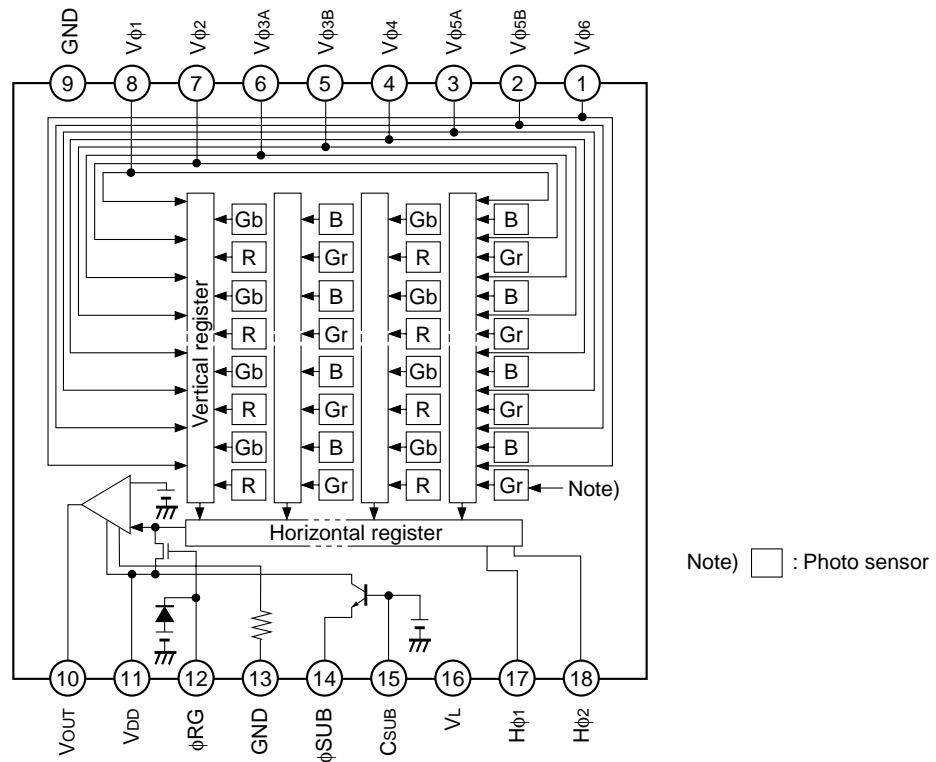 GND Vφ1 Vφ2 Vφ3A Vφ3B Vφ4 Vφ5A Vφ5B Vφ6
9 8 7 6 5 4 3 2 1
Vertical register
Gb B Gb B
R Gr R Gr
Gb B Gb B
R Gr R Gr
Gb B Gb B
R Gr R Gr
Gb B Gb B
R Gr R Gr
Note)
Horizontal register
Note) : Photo sensor
10 11 12 13 14 15 16 17 18
VOUT VDD φRG GND φSUB CSUB VL Hφ1 Hφ2